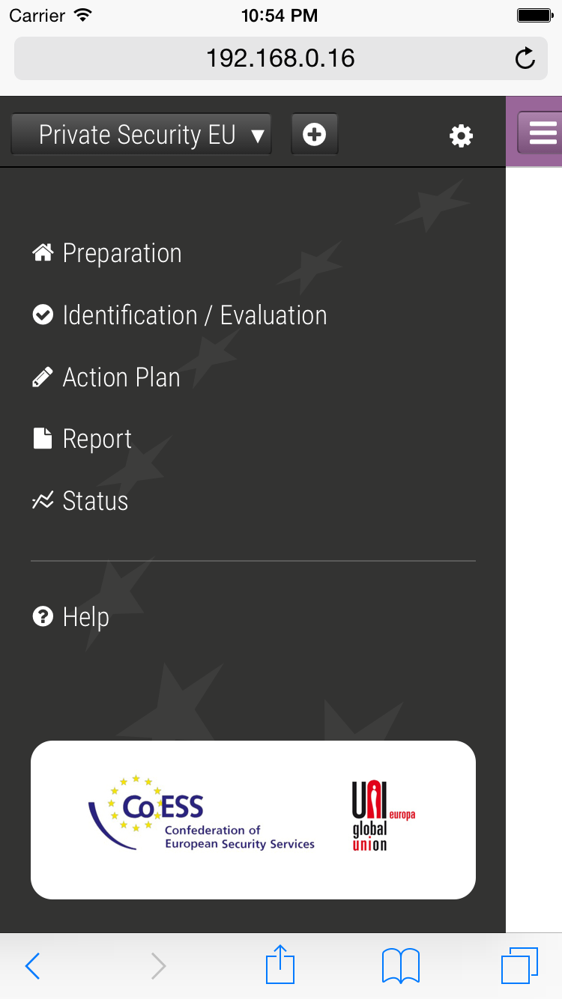 Carrier 10:54 PM
192.168.0.16
Private Security EU ▼
Preparation
Identification / Evaluation
Action Plan
Report
Status
Help
CoESS
Confederation of
European Security Services
UNI
europa
global
union